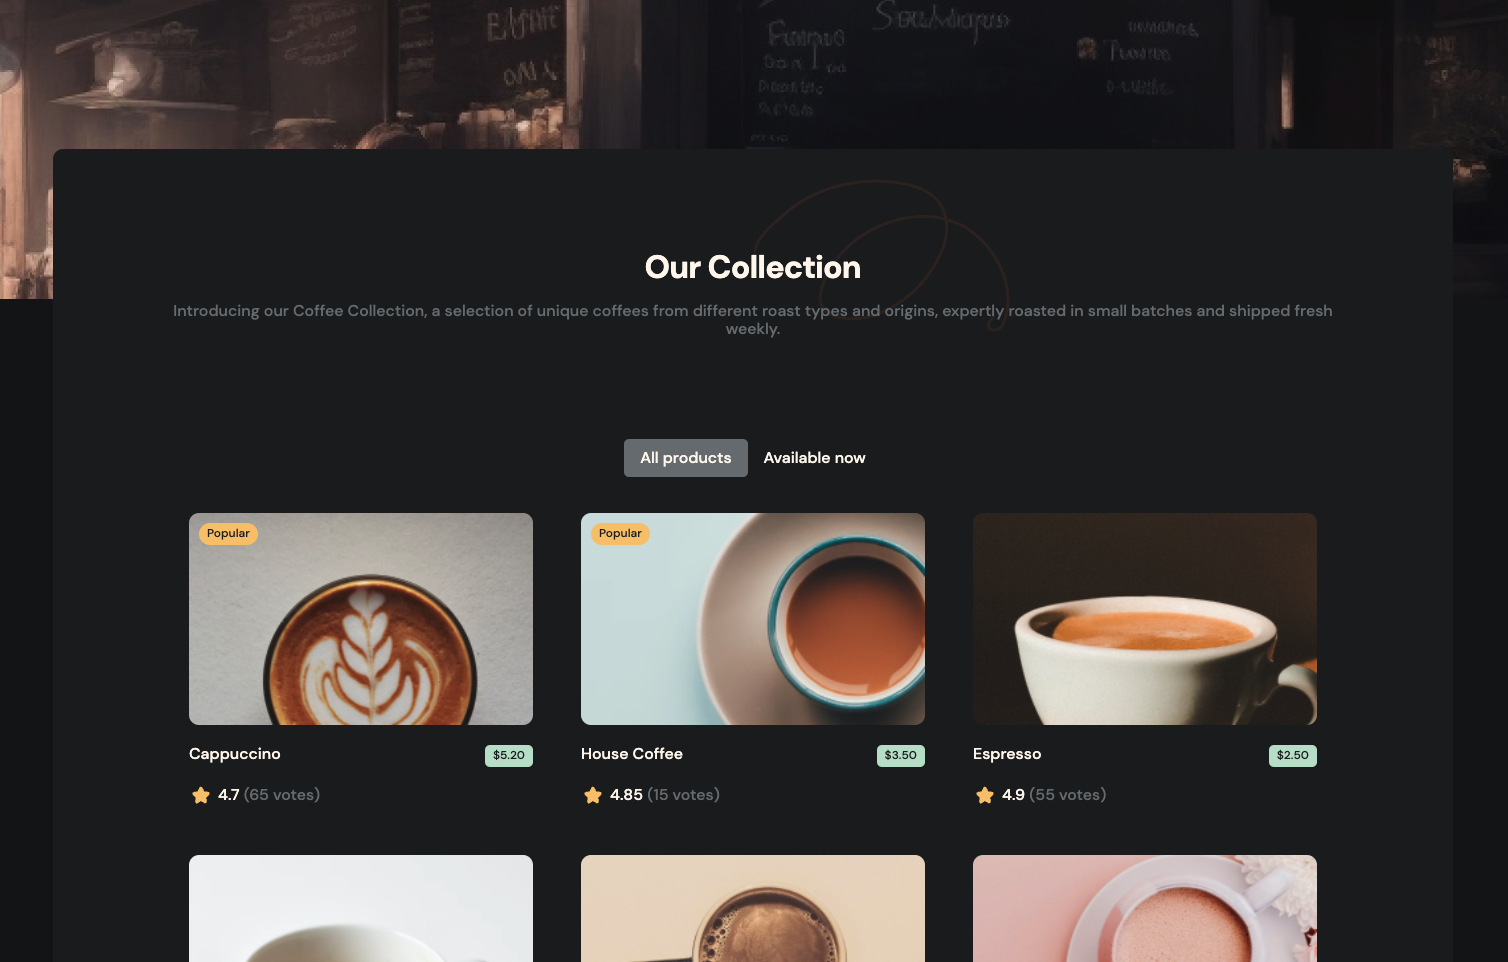 Our Collection
Introducing our Coffee Collection, a selection of unique coffees from different roast types and origins, expertly roasted in small batches and shipped fresh
weekly.
All products
Available now
Popular
Popular
Cappuccino
$5.20
House Coffee
$3.50
Espresso
$2.50
4.7 (65 votes)
4.85 (15 votes)
4.9 (55 votes)